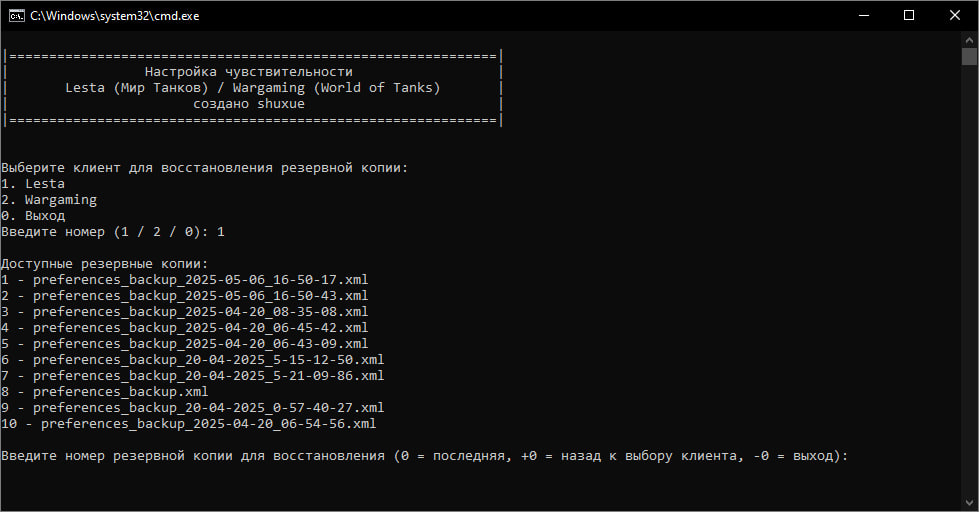 C:\Windows\system32\cmd.exe
|=============================================================|
| Настройка чувствительности |
| Lesta (Мир Танков) / Wargaming (World of Tanks) |
| создано shuxue |
|=============================================================|
Выберите клиент для восстановления резервной копии:
1. Lesta
2. Wargaming
0. Выход
Введите номер (1 / 2 / 0): 1
Доступные резервные копии:
1 - preferences_backup_2025-05-06_16-50-17.xml
2 - preferences_backup_2025-05-06_16-50-43.xml
3 - preferences_backup_2025-04-20_08-35-08.xml
4 - preferences_backup_2025-04-20_06-45-42.xml
5 - preferences_backup_2025-04-20_06-43-09.xml
6 - preferences_backup_20-04-2025_5-15-12-50.xml
7 - preferences_backup_20-04-2025_5-21-09-86.xml
8 - preferences_backup.xml
9 - preferences_backup_20-04-2025_0-57-40-27.xml
10 - preferences_backup_2025-04-20_06-54-56.xml
Введите номер резервной копии для восстановления (0 = последняя, +0 = назад к выбору клиента, -0 = выход):